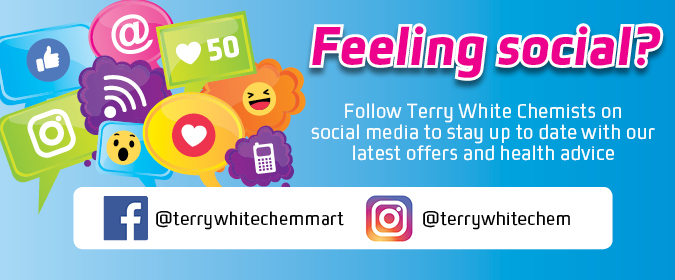 @
50
Feeling social?
Follow Terry White Chemists on
social media to stay up to date with our
latest offers and health advice
@terrywhitechemmart
@terrywhitechem